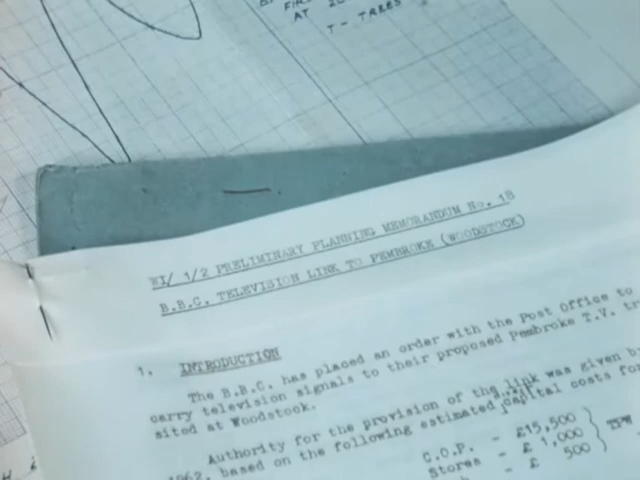 AT
T - TAKES
WI/ 1/2 PRELIMINARY PLANNING MEMORANDUM No. 18
B.B.C. TELEVISION LINK TO PEMBROKE (WOODSTOCK)
1. INTRODUCTION
The B.B.C. has placed an order with the Post Office to
carry television signals to their proposed Pembroke T.V. tr
sited at Woodstock.
Authority for the provision of the link was given b
1962, based on the following estimated capital costs for
C.O.P. - £15,500
Stores - £ 1,000
- £ 500